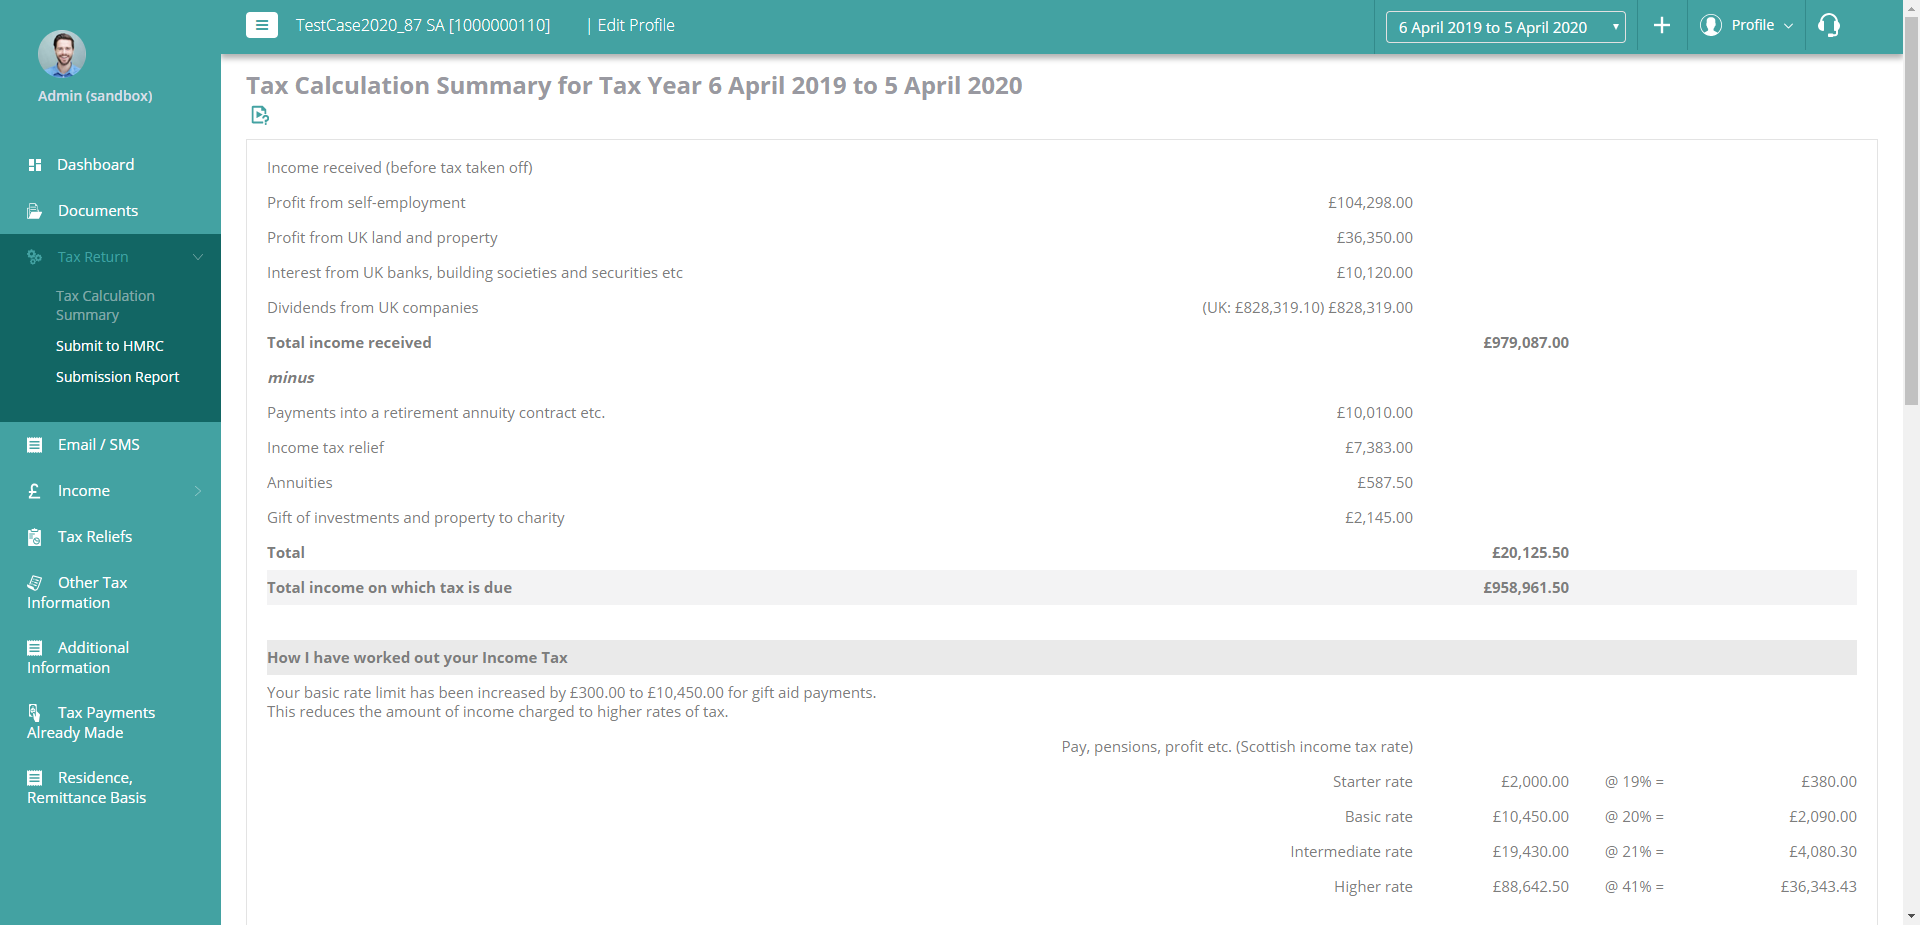 TestCase2020_87 SA [1000000110] | Edit Profile
6 April 2019 to 5 April 2020
Profile
Admin (sandbox)
Dashboard
Documents
Tax Return
Tax Calculation
Summary
Submit to HMRC
Submission Report
Email / SMS
Income
Tax Reliefs
Other Tax
Information
Additional
Information
Tax Payments
Already Made
Residence,
Remittance Basis
Tax Calculation Summary for Tax Year 6 April 2019 to 5 April 2020
Income received (before tax taken off)
Profit from self-employment £104,298.00
Profit from UK land and property £36,350.00
Interest from UK banks, building societies and securities etc £10,120.00
Dividends from UK companies (UK: £828,319.10) £828,319.00
Total income received £979,087.00
minus
Payments into a retirement annuity contract etc. £10,010.00
Income tax relief £7,383.00
Annuities £587.50
Gift of investments and property to charity £2,145.00
Total £20,125.50
Total income on which tax is due £958,961.50
How I have worked out your Income Tax
Your basic rate limit has been increased by £300.00 to £10,450.00 for gift aid payments.
This reduces the amount of income charged to higher rates of tax.
Pay, pensions, profit etc. (Scottish income tax rate)
Starter rate £2,000.00 @ 19% = £380.00
Basic rate £10,450.00 @ 20% = £2,090.00
Intermediate rate £19,430.00 @ 21% = £4,080.30
Higher rate £88,642.50 @ 41% = £36,343.43